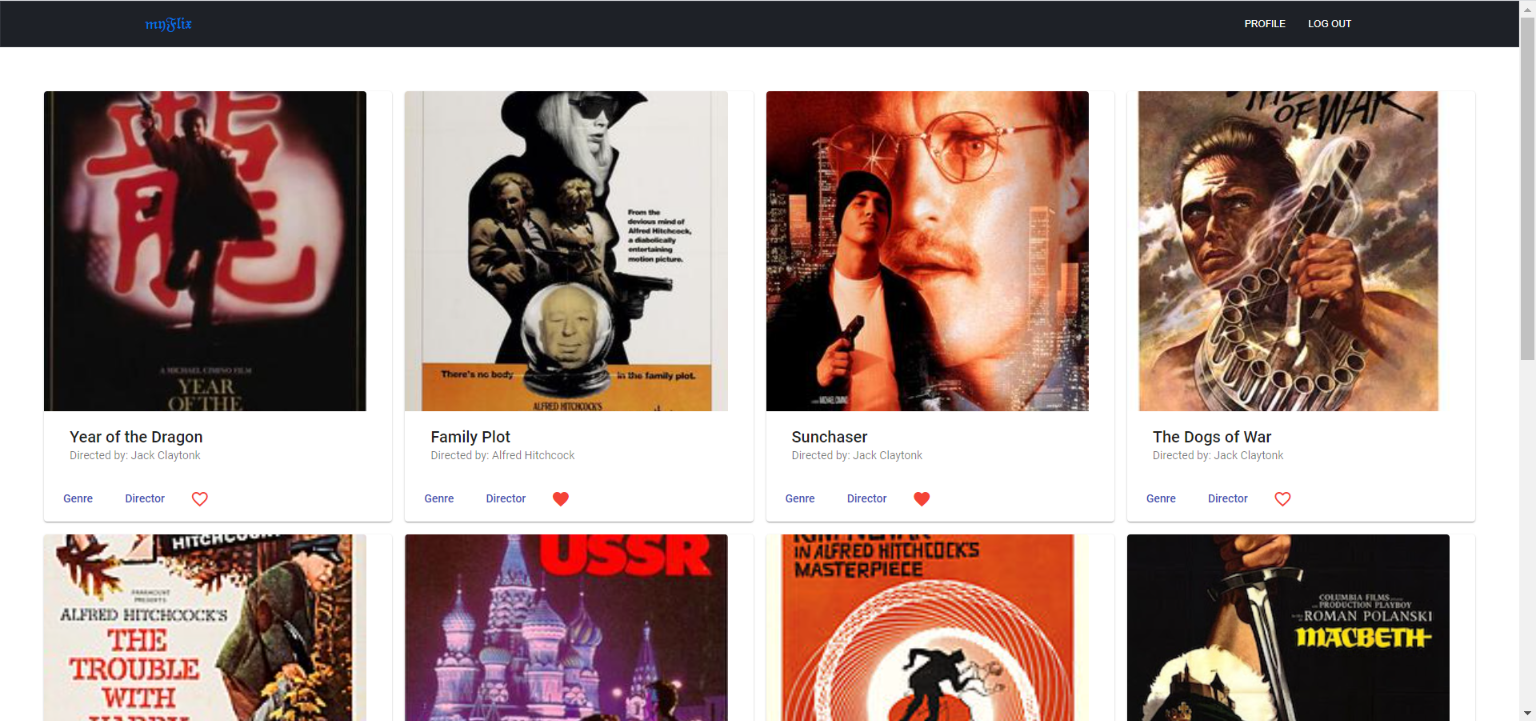 myFlix
PROFILE
LOG OUT
龍
A MICHAEL CIMINO FILM
YEAR
OF THE
From the
devious mind of
Alfred Hitchcock,
a diabolically
entertaining
motion picture.
There's no body
in the family plot.
ALFRED HITCHCOCK'S
MICHAEL CIMINO
OF WAR
Year of the Dragon
Directed by: Jack Claytonk
Genre
Director
Family Plot
Directed by: Alfred Hitchcock
Genre
Director
Sunchaser
Directed by: Jack Claytonk
Genre
Director
The Dogs of War
Directed by: Jack Claytonk
Genre
Director
PARAMOUNT
PRESENTS
ALFRED HITCHCOCK'S
THE
TROUBLE
WITH
HARRY
USSR
IN ALFRED HITCHCOCK'S
MASTERPIECE
COLUMBIA FILMS
PRODUCTION PLAYBOY
ROMAN POLANSKI
MACBETH